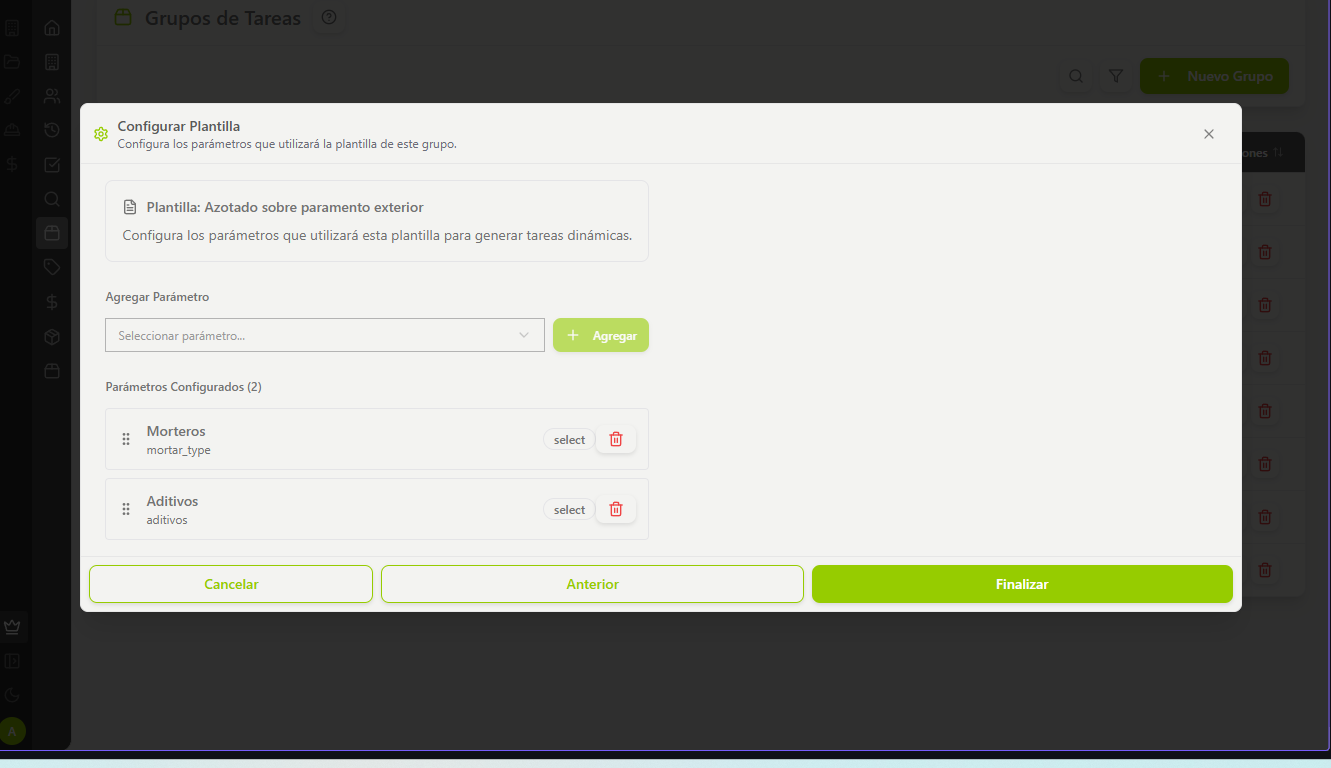 Grupos de Tareas
Nuevo Grupo
Configurar Plantilla
Configura los parámetros que utilizará la plantilla de este grupo.
ones
Plantilla: Azotado sobre paramento exterior
Configura los parámetros que utilizará esta plantilla para generar tareas dinámicas.
Agregar Parámetro
Seleccionar parámetro...
Agregar
Parámetros Configurados (2)
Morteros
mortar_type
select
Aditivos
aditivos
select
Cancelar
Anterior
Finalizar
A